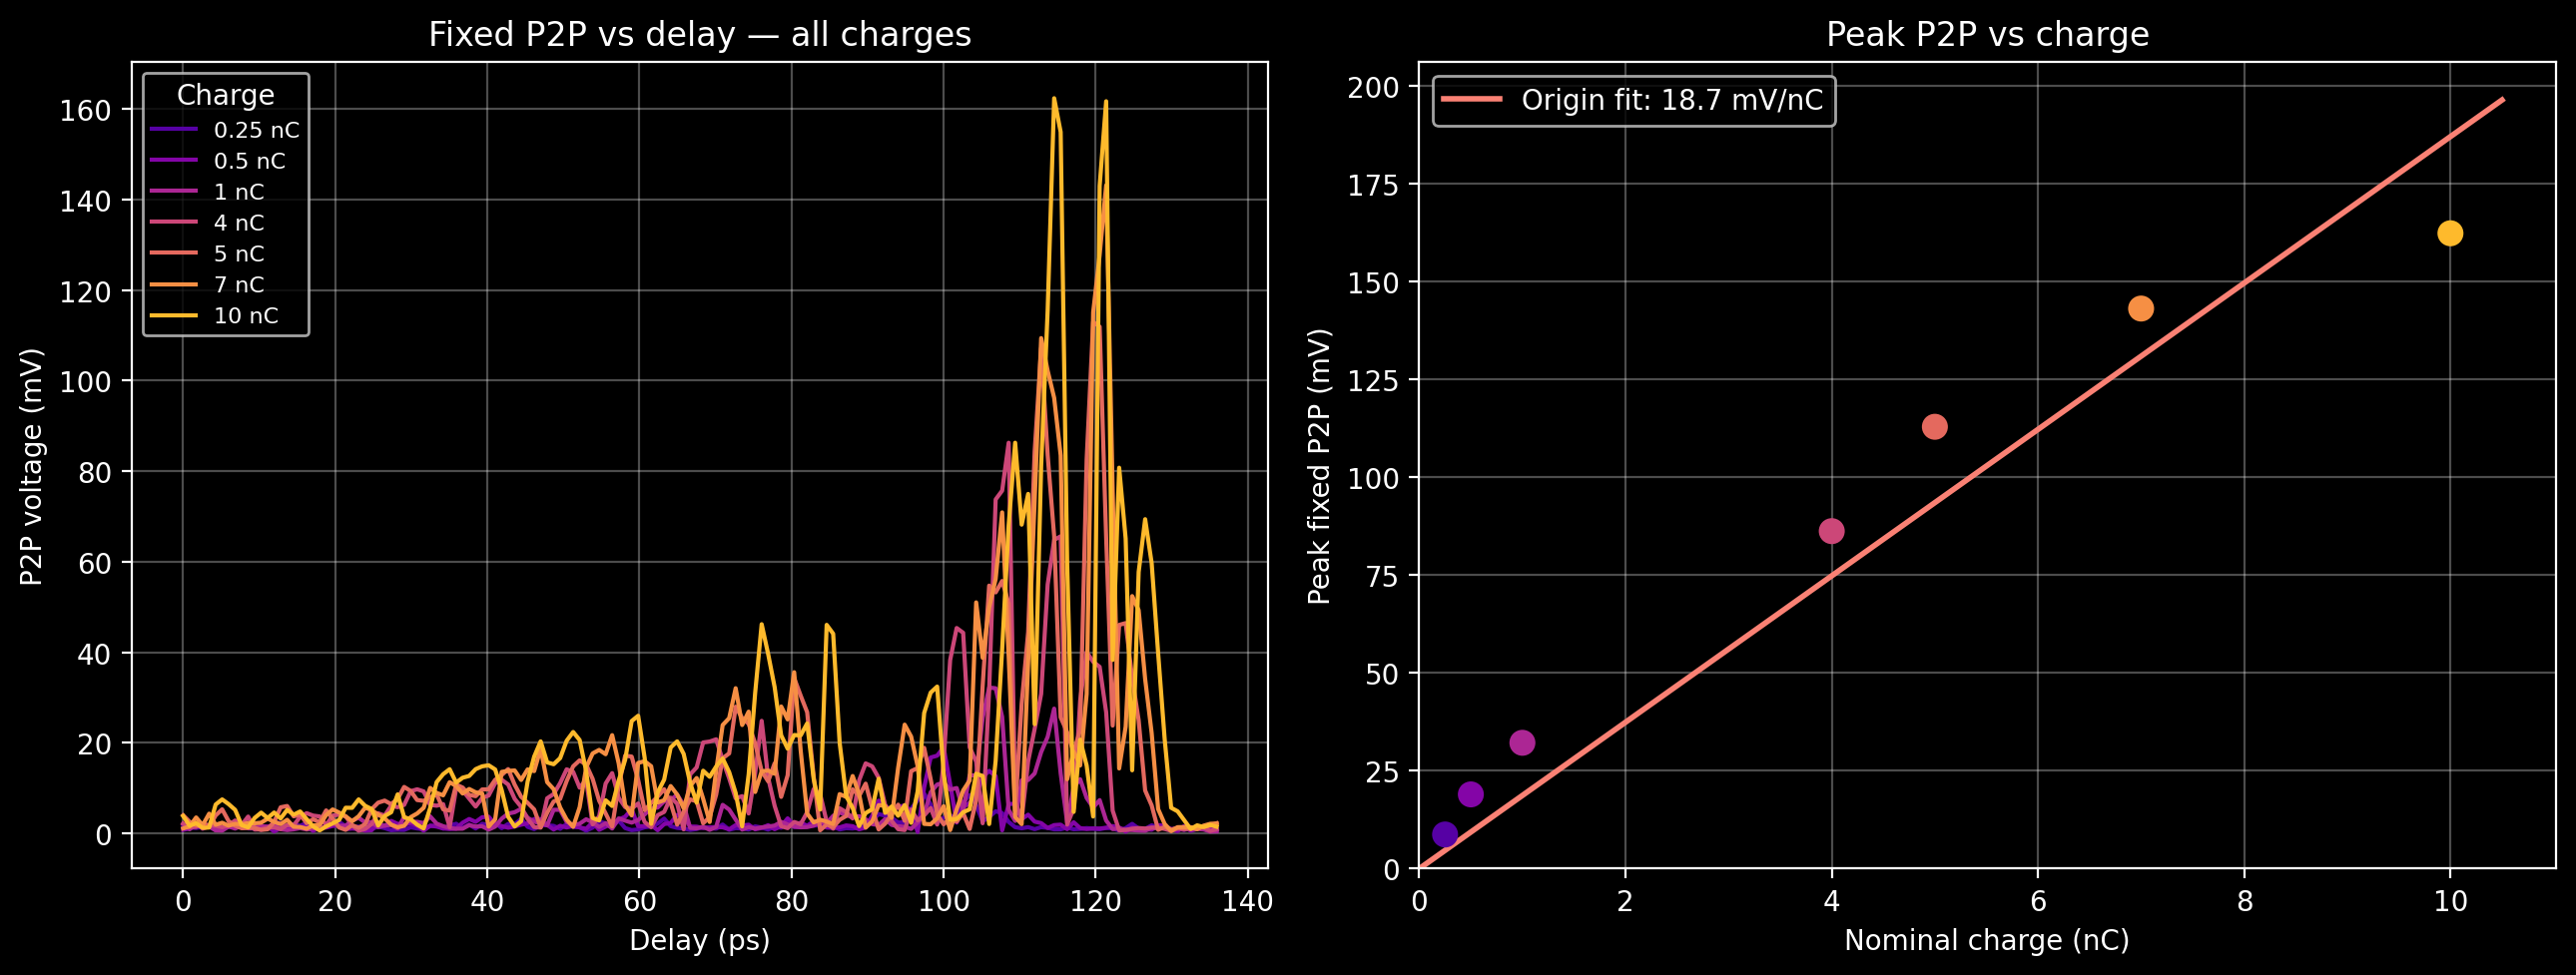 Fixed P2P vs delay — all charges
Charge
0.25 nC
0.5 nC
1 nC
4 nC
5 nC
7 nC
10 nC
P2P voltage (mV)
160
140
120
100
80
60
40
20
0
0 20 40 60 80 100 120 140
Delay (ps)
Peak P2P vs charge
Origin fit: 18.7 mV/nC
Peak fixed P2P (mV)
200
175
150
125
100
75
50
25
0
0 2 4 6 8 10
Nominal charge (nC)